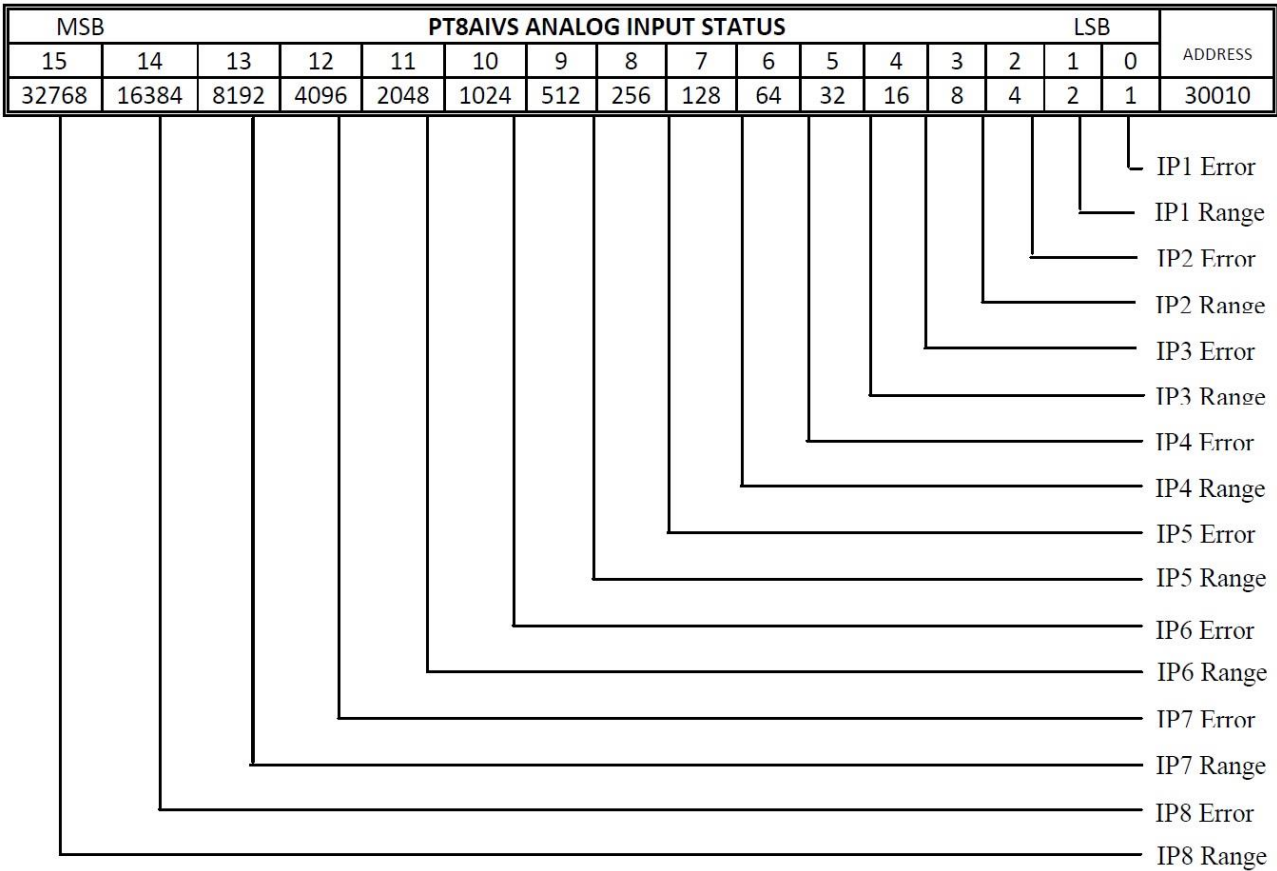 MSB PT8AIVS ANALOG INPUT STATUS LSB ADDRESS
15 14 13 12 11 10 9 8 7 6 5 4 3 2 1 0
32768 16384 8192 4096 2048 1024 512 256 128 64 32 16 8 4 2 1 30010
IP1 Error
IP1 Range
IP2 Error
IP2 Range
IP3 Error
IP3 Range
IP4 Error
IP4 Range
IP5 Error
IP5 Range
IP6 Error
IP6 Range
IP7 Error
IP7 Range
IP8 Error
IP8 Range